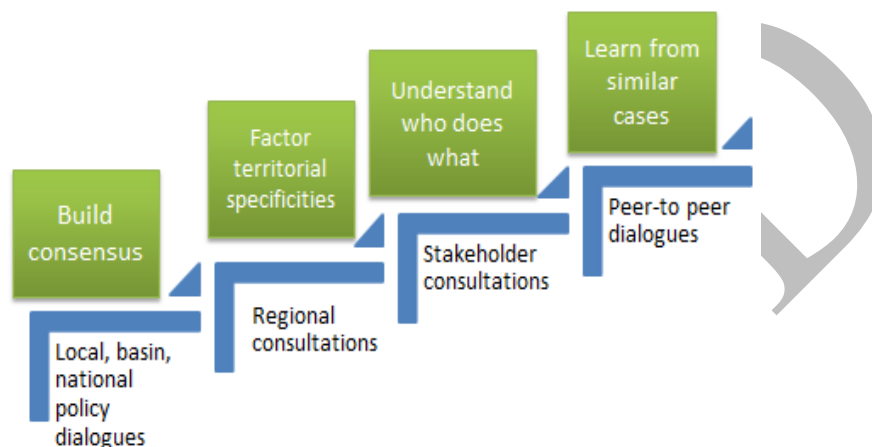 Build
consensus
Local, basin,
national
policy
dialogues
Factor
territorial
specificities
Regional
consultations
Understand
who does
what
Stakeholder
consultations
Learn from
similar
cases
Peer-to peer
dialogues